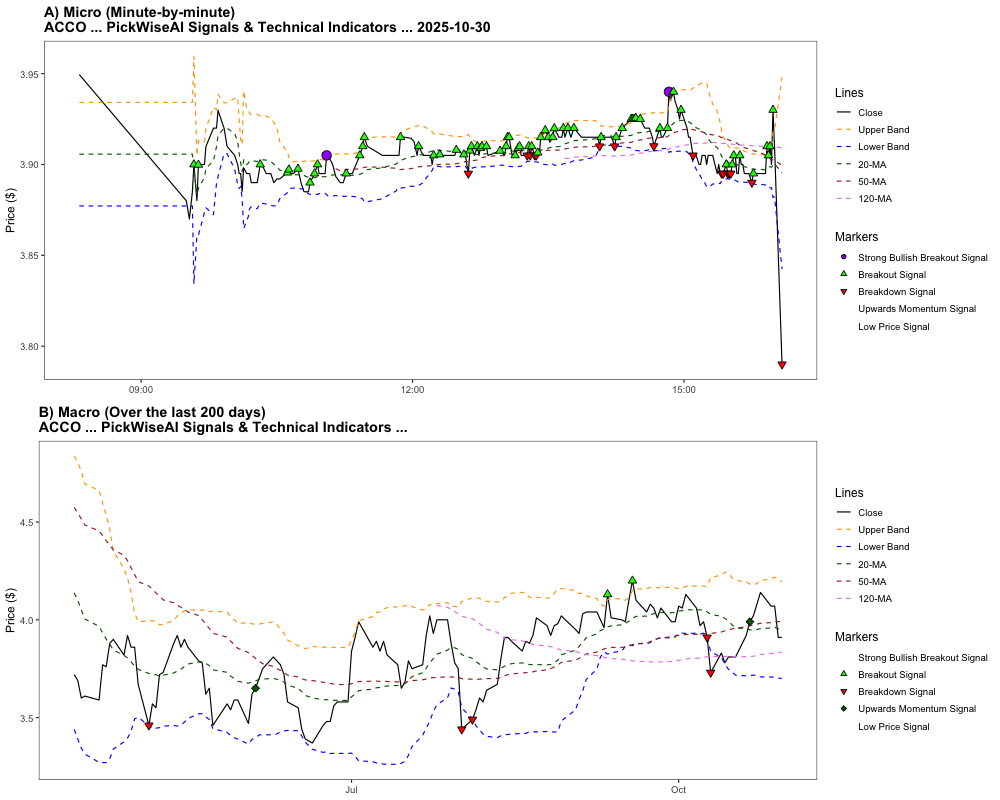 A) Micro (Minute-by-minute)
ACCO ... PickWiseAI Signals & Technical Indicators ... 2025-10-30
Price ($)
3.95
3.90
3.85
3.80
09:00
12:00
15:00
Lines
Close
Upper Band
Lower Band
20-MA
50-MA
120-MA
Markers
Strong Bullish Breakout Signal
Breakout Signal
Breakdown Signal
Upwards Momentum Signal
Low Price Signal
B) Macro (Over the last 200 days)
ACCO ... PickWiseAI Signals & Technical Indicators ...
Price ($)
4.5
4.0
3.5
Jul
Oct
Lines
Close
Upper Band
Lower Band
20-MA
50-MA
120-MA
Markers
Strong Bullish Breakout Signal
Breakout Signal
Breakdown Signal
Upwards Momentum Signal
Low Price Signal